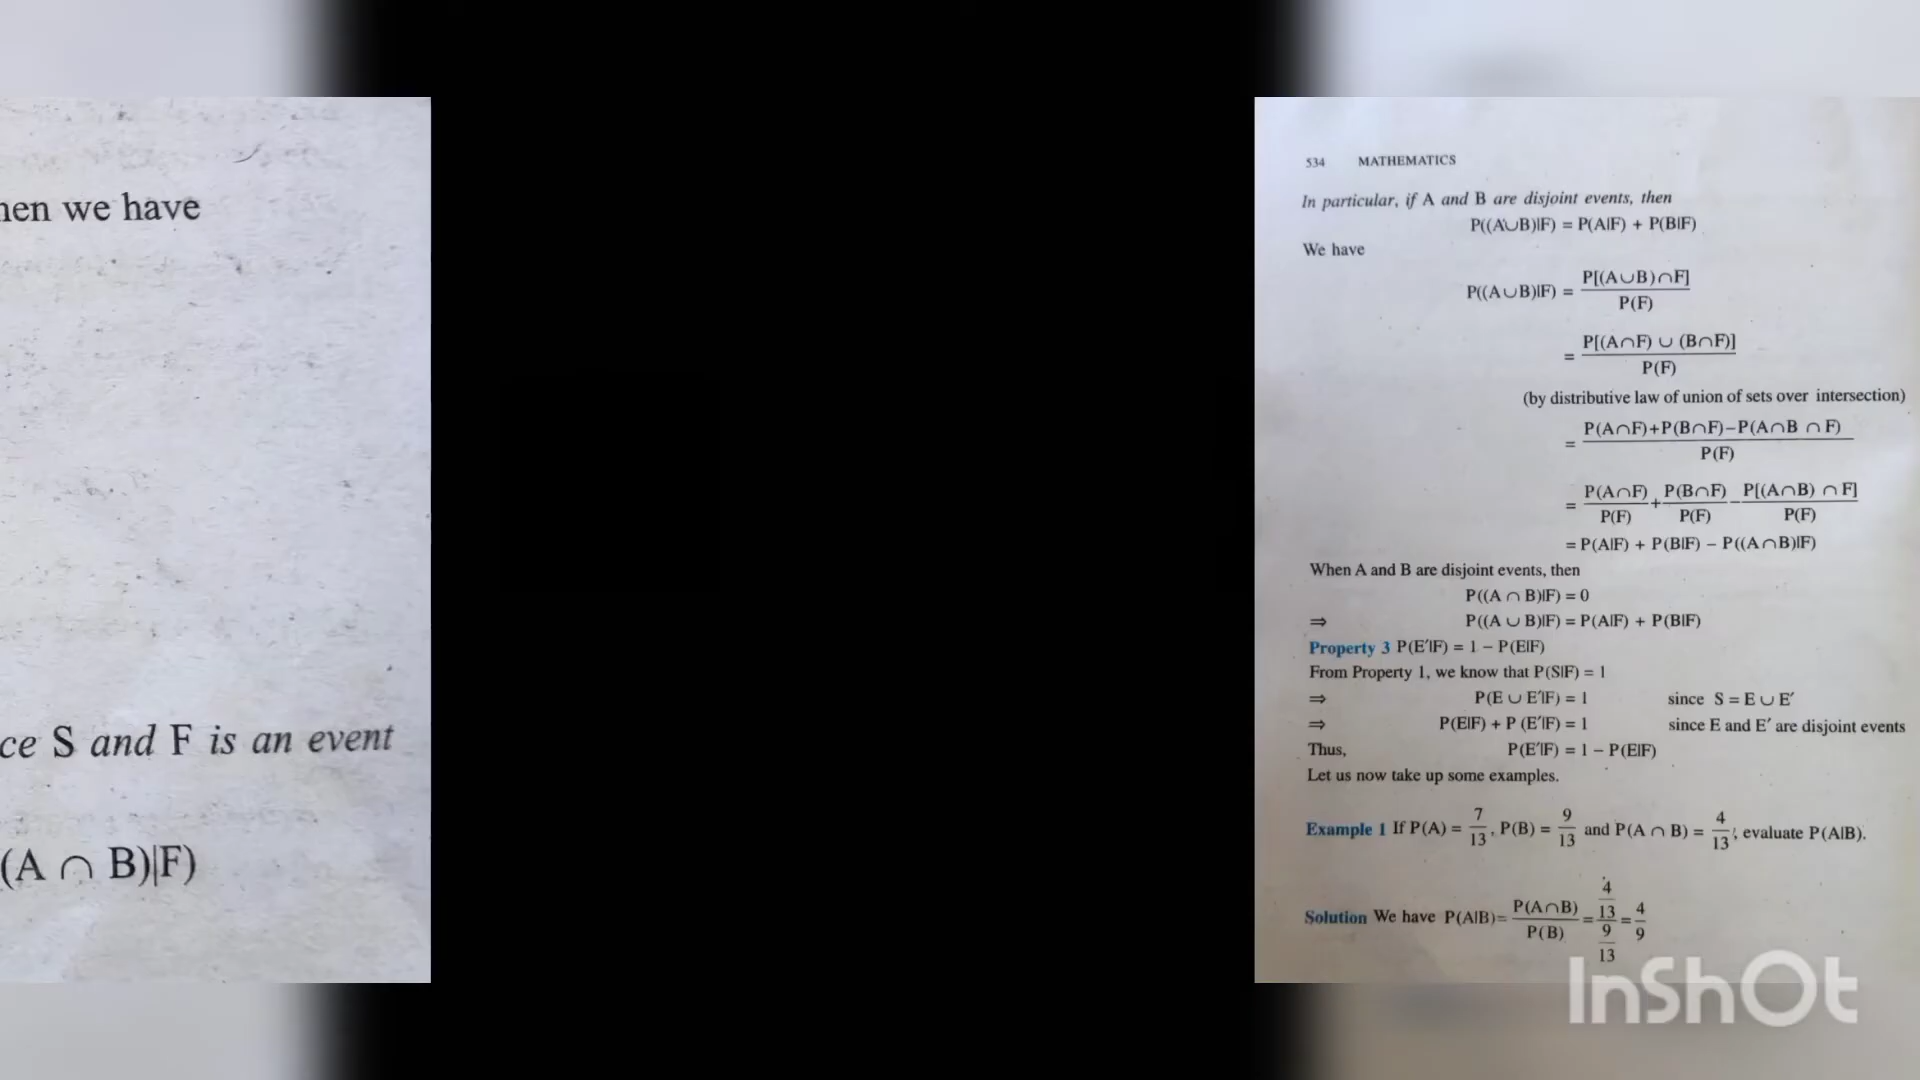 hen we have
ce S and F is an event
(A ∩ B)|F)
534 MATHEMATICS
In particular, if A and B are disjoint events, then
P((A∪B)|F) = P(A|F) + P(B|F)
We have
P((A∪B)|F) = P[(A∪B)∩F] / P(F)
= P[(A∩F) ∪ (B∩F)] / P(F)
(by distributive law of union of sets over intersection)
= P(A∩F)+P(B∩F)−P(A∩B ∩ F) / P(F)
= P(A∩F) / P(F) + P(B∩F) / P(F) − P[(A∩B) ∩ F] / P(F)
= P(A|F) + P(B|F) − P((A∩B)|F)
When A and B are disjoint events, then
P((A ∩ B)|F) = 0
⇒ P((A ∪ B)|F) = P(A|F) + P(B|F)
Property 3 P(E′|F) = 1 − P(E|F)
From Property 1, we know that P(S|F) = 1
⇒ P(E ∪ E′|F) = 1 since S = E ∪ E′
⇒ P(E|F) + P (E′|F) = 1 since E and E′ are disjoint events
Thus, P(E′|F) = 1 − P(E|F)
Let us now take up some examples.
Example 1 If P(A) = 7/13, P(B) = 9/13 and P(A ∩ B) = 4/13, evaluate P(A|B).
Solution We have P(A|B)= P(A∩B) / P(B) = 4/13 / 9/13 = 4/9
InShOt